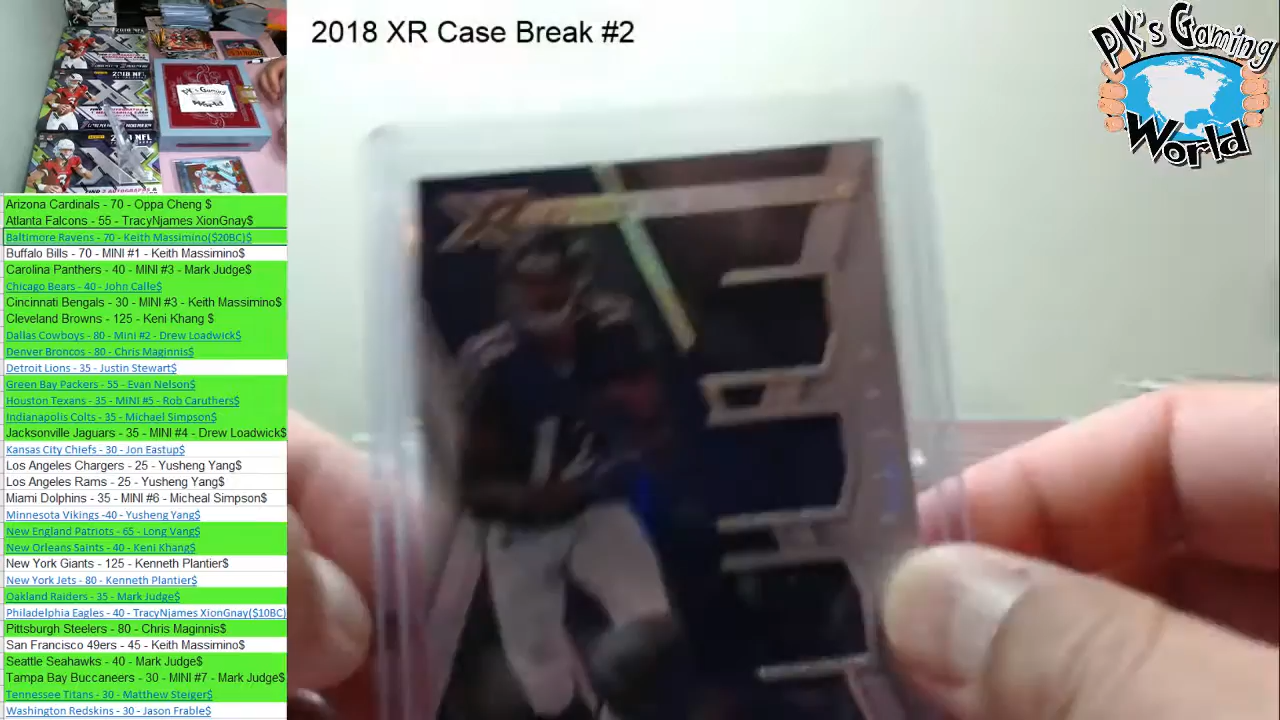 2018 XR Case Break #2
PK's Gaming
World
Arizona Cardinals - 70 - Oppa Cheng $
Atlanta Falcons - 55 - TracyNjames XionGnay$
Baltimore Ravens - 70 - Keith Massimino($20BC)$
Buffalo Bills - 70 - MINI #1 - Keith Massimino$
Carolina Panthers - 40 - MINI #3 - Mark Judge$
Chicago Bears - 40 - John Calle$
Cincinnati Bengals - 30 - MINI #3 - Keith Massimino$
Cleveland Browns - 125 - Keni Khang $
Dallas Cowboys - 80 - Mini #2 - Drew Loadwick$
Denver Broncos - 80 - Chris Maginnis$
Detroit Lions - 35 - Justin Stewart$
Green Bay Packers - 55 - Evan Nelson$
Houston Texans - 35 - MINI #5 - Rob Caruthers$
Indianapolis Colts - 35 - Michael Simpson$
Jacksonville Jaguars - 35 - MINI #4 - Drew Loadwick$
Kansas City Chiefs - 30 - Jon Eastup$
Los Angeles Chargers - 25 - Yusheng Yang$
Los Angeles Rams - 25 - Yusheng Yang$
Miami Dolphins - 35 - MINI #6 - Micheal Simpson$
Minnesota Vikings -40 - Yusheng Yang$
New England Patriots - 65 - Long Vang$
New Orleans Saints - 40 - Keni Khang$
New York Giants - 125 - Kenneth Plantier$
New York Jets - 80 - Kenneth Plantier$
Oakland Raiders - 35 - Mark Judge$
Philadelphia Eagles - 40 - TracyNjames XionGnay($10BC)
Pittsburgh Steelers - 80 - Chris Maginnis$
San Francisco 49ers - 45 - Keith Massimino$
Seattle Seahawks - 40 - Mark Judge$
Tampa Bay Buccaneers - 30 - MINI #7 - Mark Judge$
Tennessee Titans - 30 - Matthew Steiger$
Washington Redskins - 30 - Jason Frable$